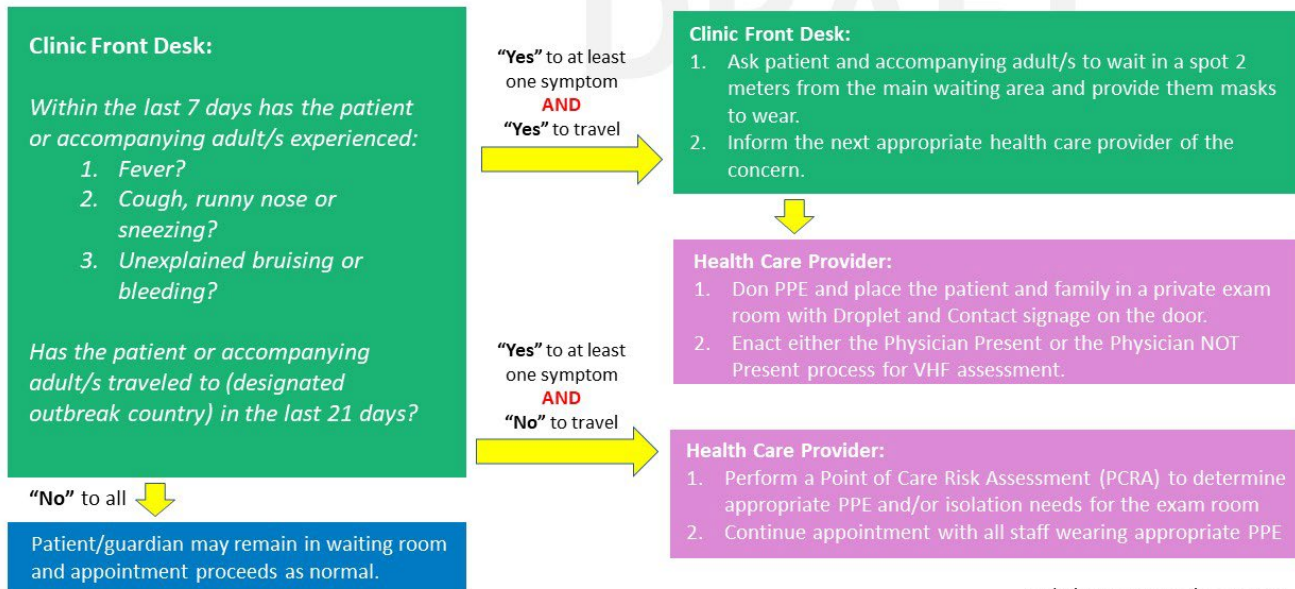 DRAFT
Clinic Front Desk:
Within the last 7 days has the patient
or accompanying adult/s experienced:
1. Fever?
2. Cough, runny nose or
sneezing?
3. Unexplained bruising or
bleeding?
Has the patient or accompanying
adult/s traveled to (designated
outbreak country) in the last 21 days?
"Yes" to at least
one symptom
AND
"Yes" to travel
Clinic Front Desk:
1. Ask patient and accompanying adult/s to wait in a spot 2
meters from the main waiting area and provide them masks
to wear.
2. Inform the next appropriate health care provider of the
concern.
Health Care Provider:
1. Don PPE and place the patient and family in a private exam
room with Droplet and Contact signage on the door.
2. Enact either the Physician Present or the Physician NOT
Present process for VHF assessment.
"Yes" to at least
one symptom
AND
"No" to travel
Health Care Provider:
1. Perform a Point of Care Risk Assessment (PCRA) to determine
appropriate PPE and/or isolation needs for the exam room
2. Continue appointment with all staff wearing appropriate PPE
"No" to all
Patient/guardian may remain in waiting room
and appointment proceeds as normal.